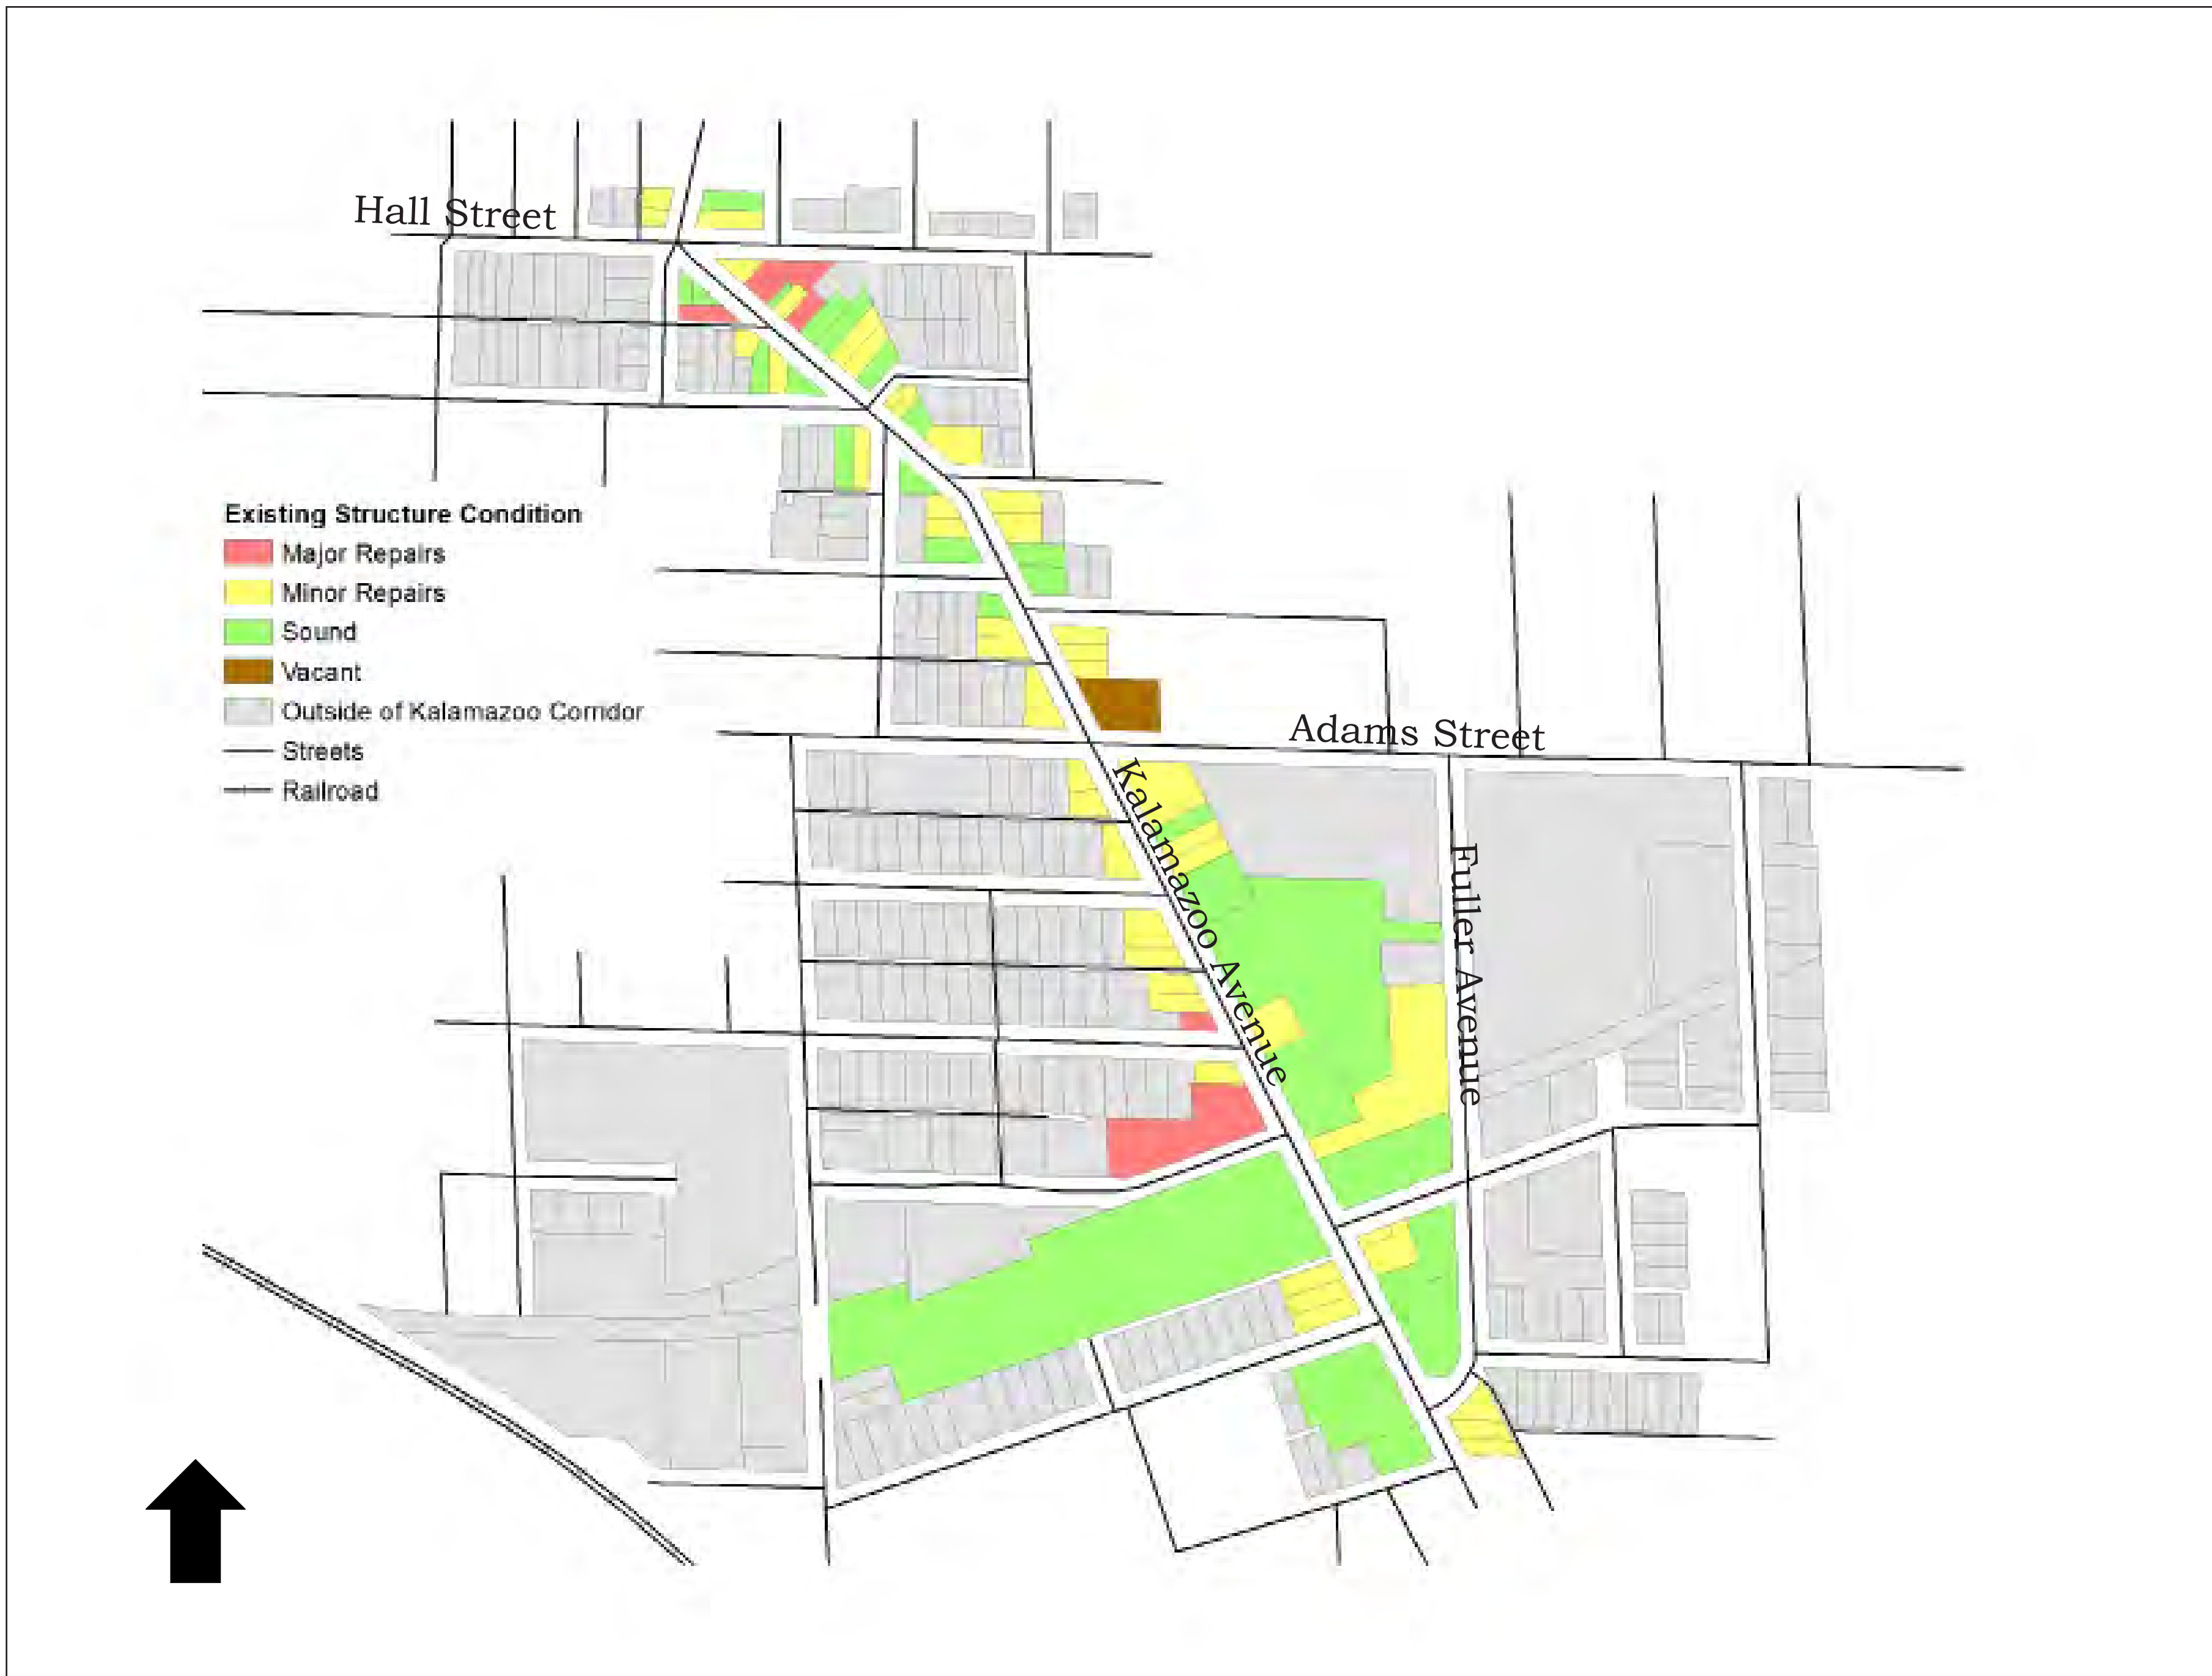 Hall Street
Existing Structure Condition
Major Repairs
Minor Repairs
Sound
Vacant
Outside of Kalamazoo Corridor
Streets
Railroad
Adams Street
Kalamazoo Avenue
Fuller Avenue